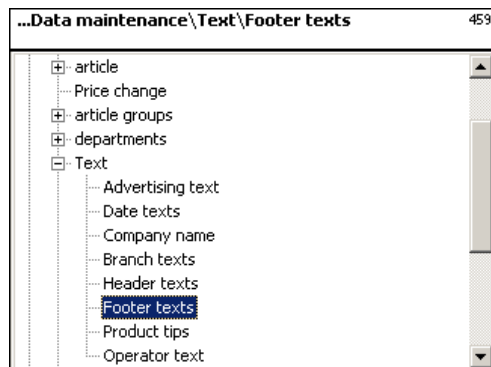 ...Data maintenance\Text\Footer texts 459
article
Price change
article groups
departments
Text
Advertising text
Date texts
Company name
Branch texts
Header texts
Footer texts
Product tips
Operator text